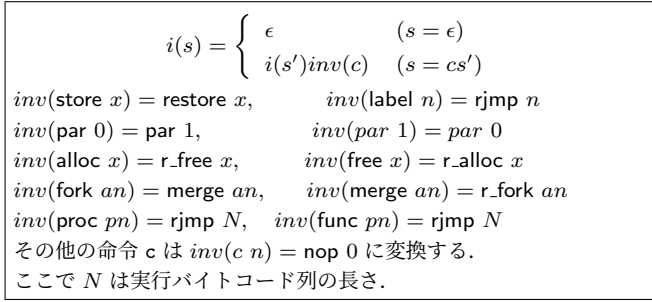 i(s) = { ϵ (s = ϵ)
i(s′)inv(c) (s = cs′)
inv(store x) = restore x, inv(label n) = rjmp n
inv(par 0) = par 1, inv(par 1) = par 0
inv(alloc x) = r_free x, inv(free x) = r_alloc x
inv(fork an) = merge an, inv(merge an) = r_fork an
inv(proc pn) = rjmp N, inv(func pn) = rjmp N
その他の命令 c は inv(c n) = nop 0 に変換する.
ここで N は実行バイトコード列の長さ.